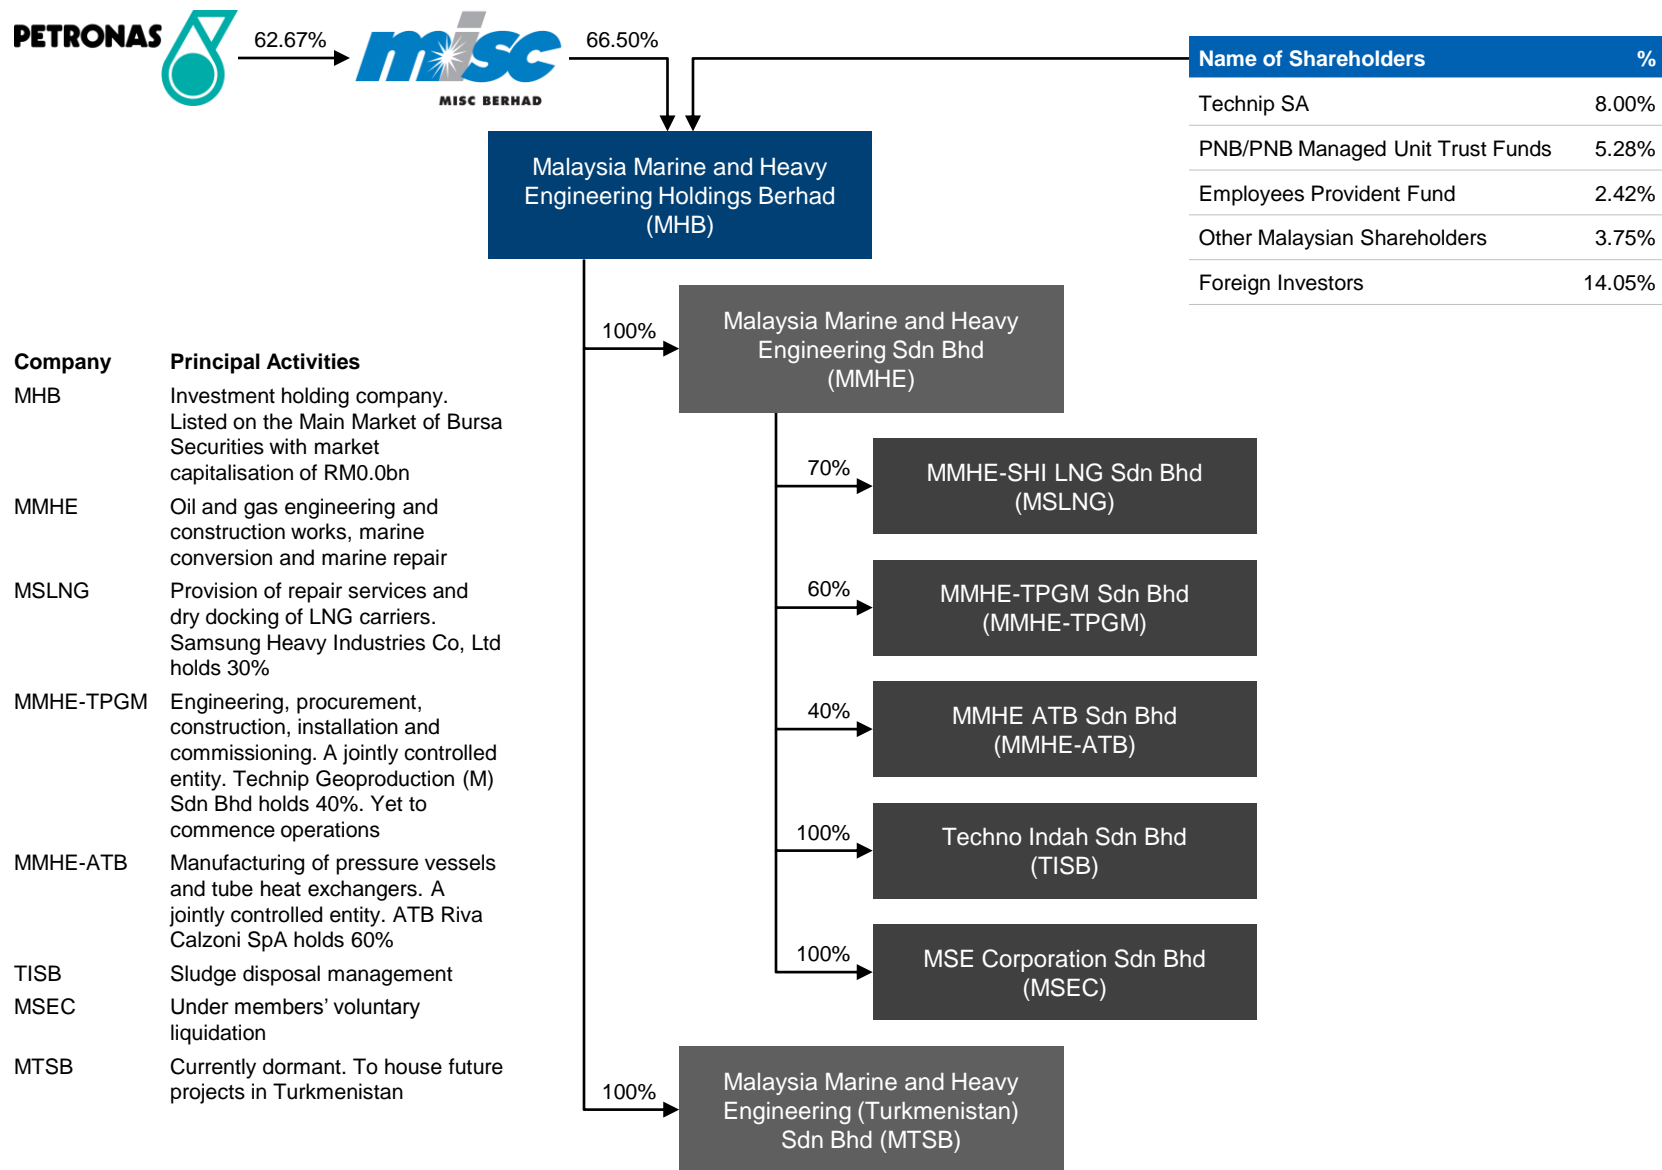 PETRONAS
62.67%
misc
MISC BERHAD
66.50%
Name of Shareholders %
Technip SA 8.00%
PNB/PNB Managed Unit Trust Funds 5.28%
Employees Provident Fund 2.42%
Other Malaysian Shareholders 3.75%
Foreign Investors 14.05%
Malaysia Marine and Heavy
Engineering Holdings Berhad
(MHB)
100%
Malaysia Marine and Heavy
Engineering Sdn Bhd
(MMHE)
70%
MMHE-SHI LNG Sdn Bhd
(MSLNG)
60%
MMHE-TPGM Sdn Bhd
(MMHE-TPGM)
40%
MMHE ATB Sdn Bhd
(MMHE-ATB)
100%
Techno Indah Sdn Bhd
(TISB)
100%
MSE Corporation Sdn Bhd
(MSEC)
100%
Malaysia Marine and Heavy
Engineering (Turkmenistan)
Sdn Bhd (MTSB)
Company Principal Activities
MHB Investment holding company.
Listed on the Main Market of Bursa
Securities with market
capitalisation of RM0.0bn
MMHE Oil and gas engineering and
construction works, marine
conversion and marine repair
MSLNG Provision of repair services and
dry docking of LNG carriers.
Samsung Heavy Industries Co, Ltd
holds 30%
MMHE-TPGM Engineering, procurement,
construction, installation and
commissioning. A jointly controlled
entity. Technip Geoproduction (M)
Sdn Bhd holds 40%. Yet to
commence operations
MMHE-ATB Manufacturing of pressure vessels
and tube heat exchangers. A
jointly controlled entity. ATB Riva
Calzoni SpA holds 60%
TISB Sludge disposal management
MSEC Under members’ voluntary
liquidation
MTSB Currently dormant. To house future
projects in Turkmenistan